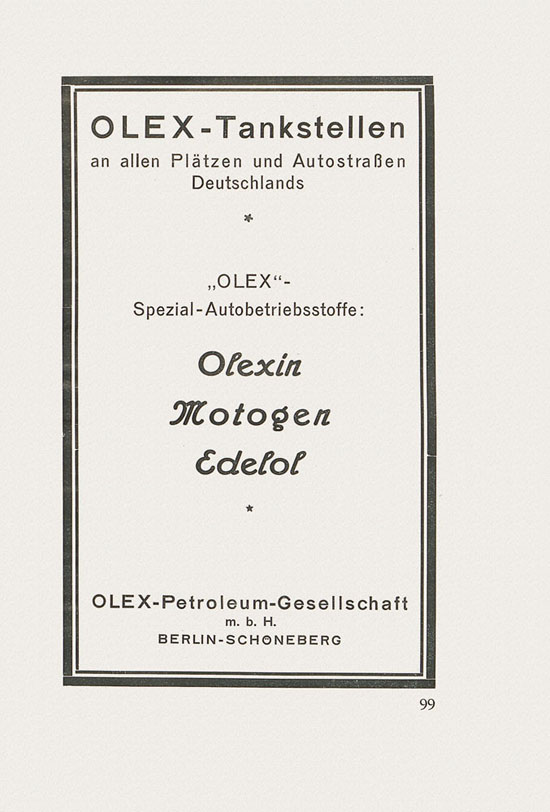 OLEX-Tankstellen
an allen Plätzen und Autostraßen
Deutschlands
*
„OLEX“-
Spezial-Autobetriebsstoffe:
Olexin
Motogen
Edelol
*
OLEX-Petroleum-Gesellschaft
m. b. H.
BERLIN-SCHÖNEBERG
99